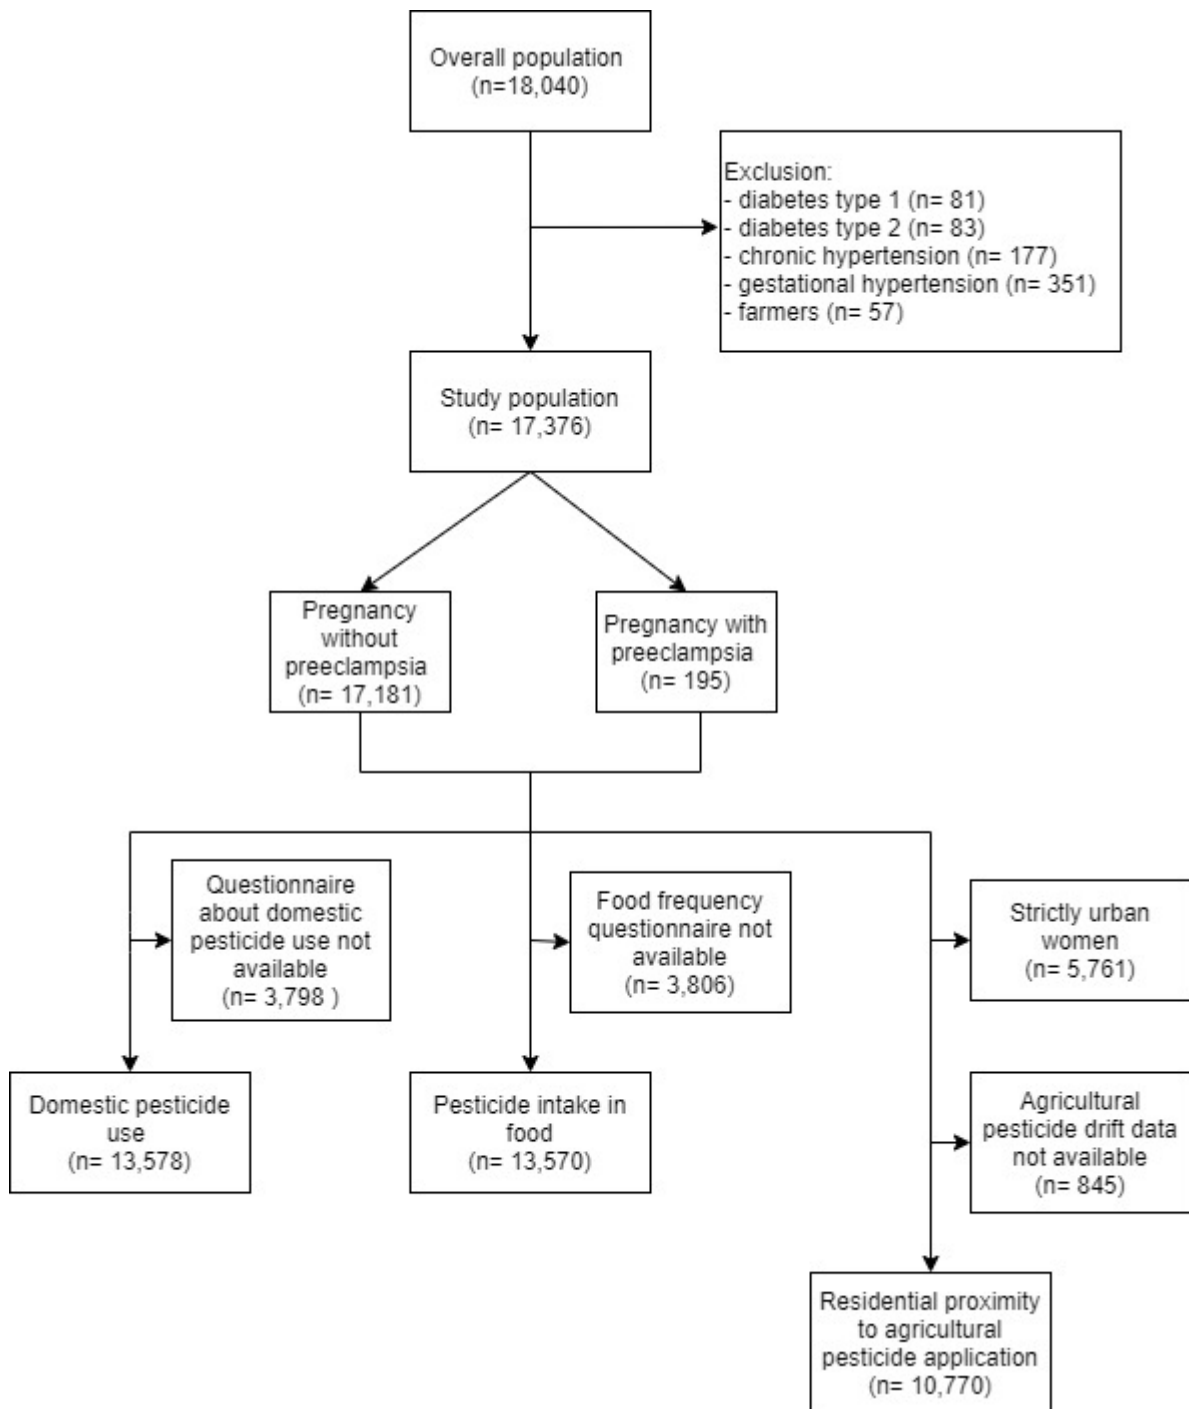 Overall population
(n=18,040)
Exclusion:
- diabetes type 1 (n= 81)
- diabetes type 2 (n= 83)
- chronic hypertension (n= 177)
- gestational hypertension (n= 351)
- farmers (n= 57)
Study population
(n= 17,376)
Pregnancy
without
preeclampsia
(n= 17,181)
Pregnancy with
preeclampsia
(n= 195)
Questionnaire
about domestic
pesticide use not
available
(n= 3,798 )
Food frequency
questionnaire not
available
(n= 3,806)
Strictly urban
women
(n= 5,761)
Domestic pesticide
use
(n= 13,578)
Pesticide intake in
food
(n= 13,570)
Agricultural
pesticide drift data
not available
(n= 845)
Residential proximity
to agricultural
pesticide application
(n= 10,770)